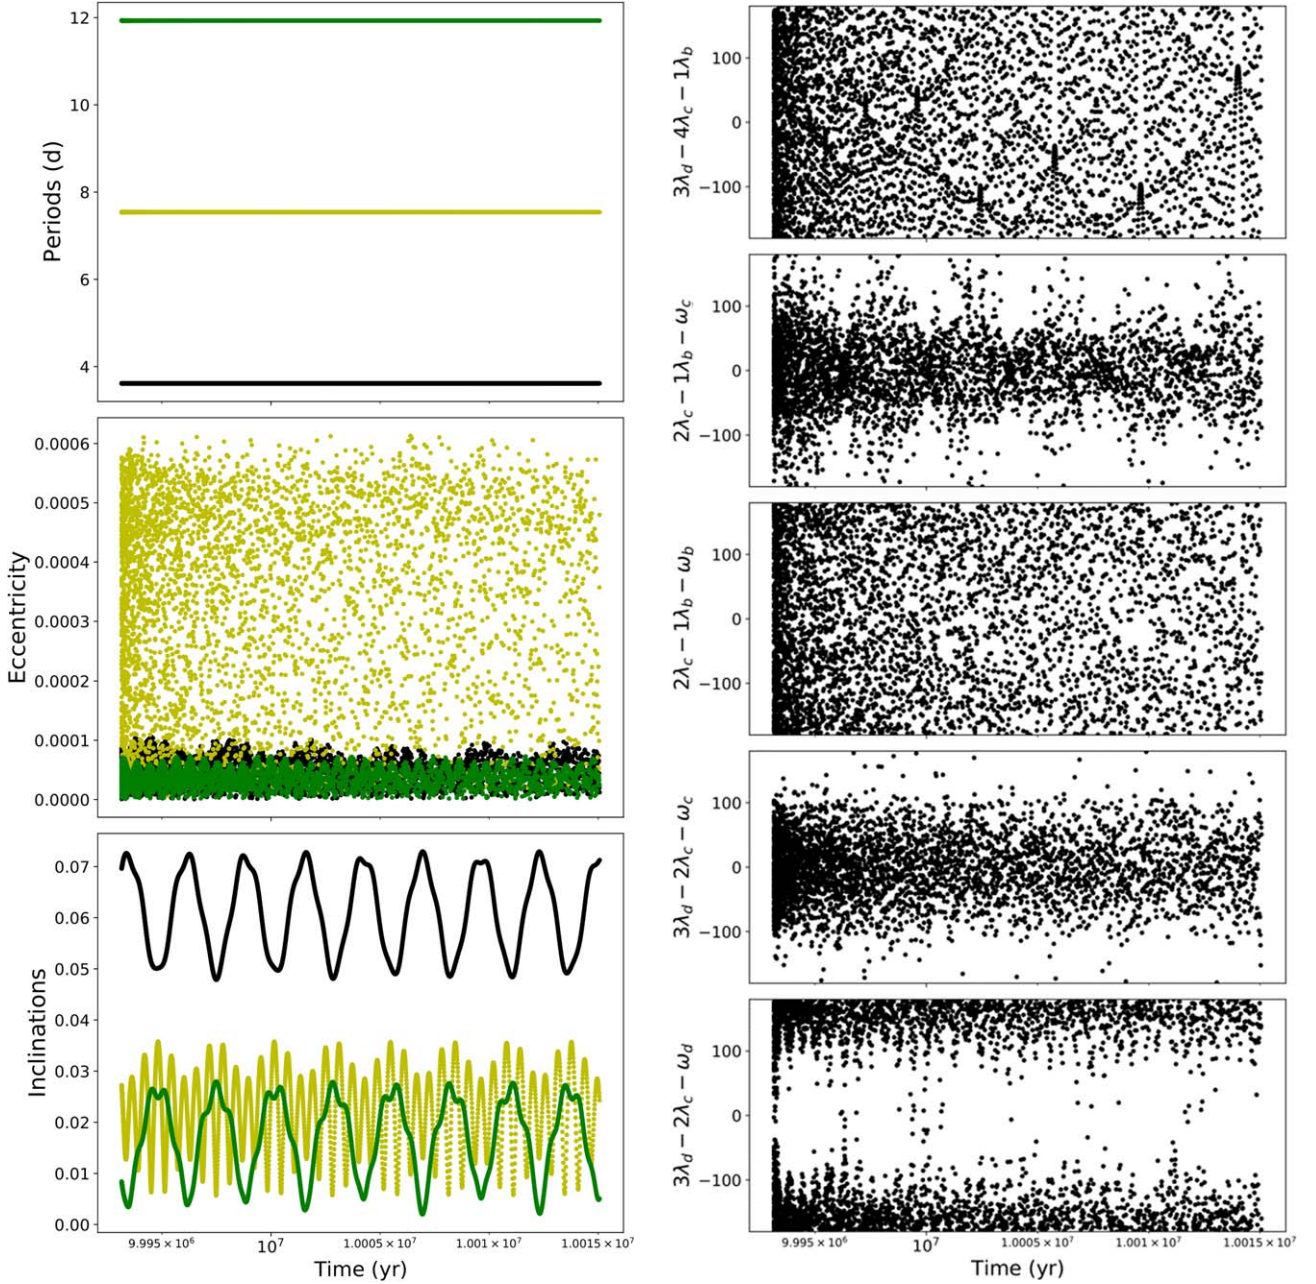 12
10
8
6
4
Periods (d)
0.0006
0.0005
0.0004
0.0003
0.0002
0.0001
0.0000
Eccentricity
0.07
0.06
0.05
0.04
0.03
0.02
0.01
0.00
Inclinations
9.995 × 10⁶
10⁷
1.0005 × 10⁷
1.001 × 10⁷
1.0015 × 10⁷
Time (yr)
3λ_d − 4λ_c − 1λ_b
100
0
−100
2λ_c − 1λ_b − ω_c
100
0
−100
2λ_c − 1λ_b − ω_b
100
0
−100
3λ_d − 2λ_c − ω_c
100
0
−100
3λ_d − 2λ_c − ω_d
100
0
−100
9.995 × 10⁶
10⁷
1.0005 × 10⁷
1.001 × 10⁷
1.0015 × 10⁷
Time (yr)